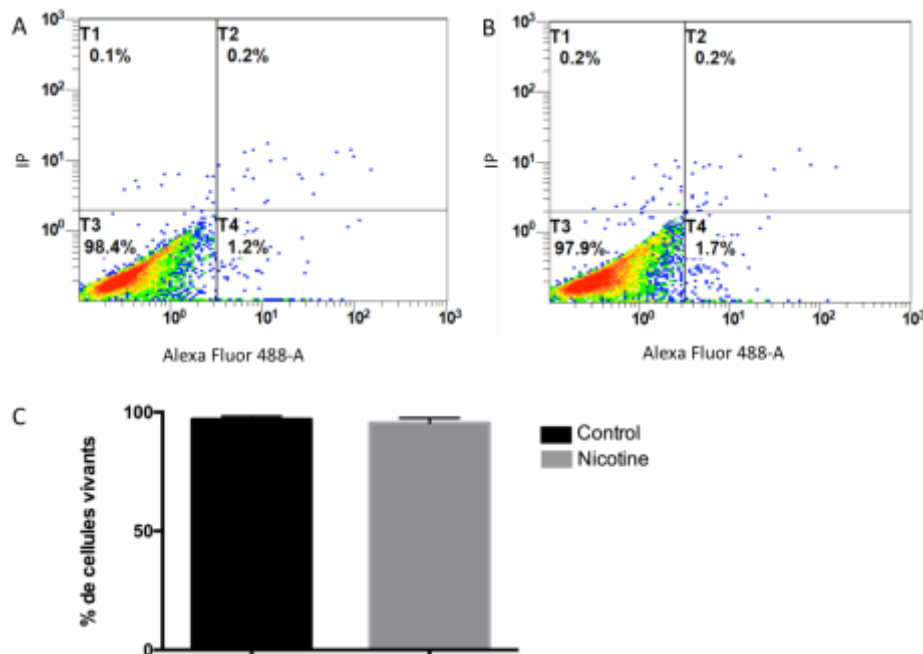 A
10³
T1
T2
0.1%
0.2%
10²
IP
10¹
10⁰
T3
T4
98.4%
1.2%
10⁰
10¹
10²
10³
Alexa Fluor 488-A
B
10³
T1
T2
0.2%
0.2%
10²
IP
10¹
10⁰
T3
T4
97.9%
1.7%
10⁰
10¹
10²
10³
Alexa Fluor 488-A
C
% de cellules vivants
100
50
0
Control
Nicotine